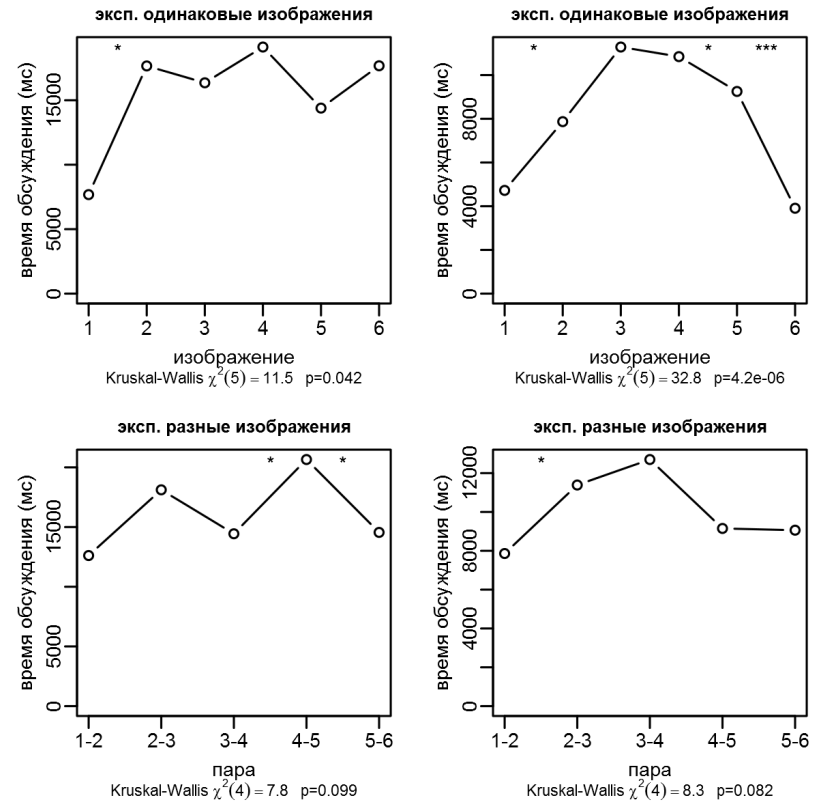 эксп. одинаковые изображения
*
время обсуждения (мс)
0 5000 15000
1 2 3 4 5 6
изображение
Kruskal-Wallis χ²(5) = 11.5 p=0.042
эксп. одинаковые изображения
* * ***
время обсуждения (мс)
0 4000 8000
1 2 3 4 5 6
изображение
Kruskal-Wallis χ²(5) = 32.8 p=4.2e-06
эксп. разные изображения
* *
время обсуждения (мс)
0 5000 15000
1-2 2-3 3-4 4-5 5-6
пара
Kruskal-Wallis χ²(4) = 7.8 p=0.099
эксп. разные изображения
*
время обсуждения (мс)
0 4000 8000 12000
1-2 2-3 3-4 4-5 5-6
пара
Kruskal-Wallis χ²(4) = 8.3 p=0.082